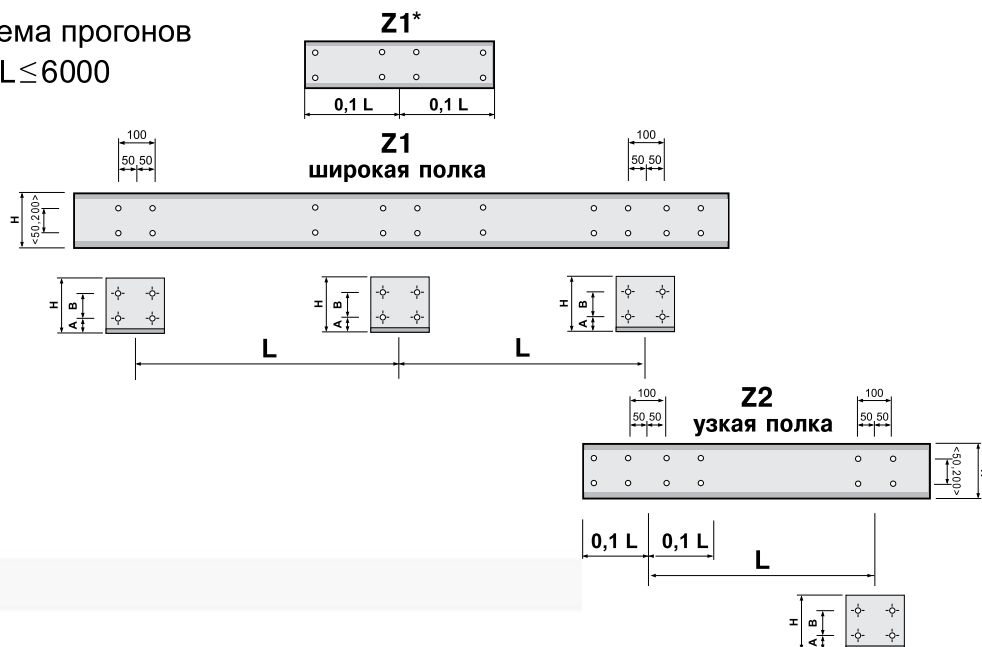 ема прогонов
L≤6000
Z1*
0,1 L 0,1 L
Z1
широкая полка
100
50 50
100
50 50
H
<50,200>
H
B
A
H
B
A
H
B
A
L
L
Z2
узкая полка
100
50 50
100
50 50
<50,200>
0,1 L 0,1 L
L
H
B
A